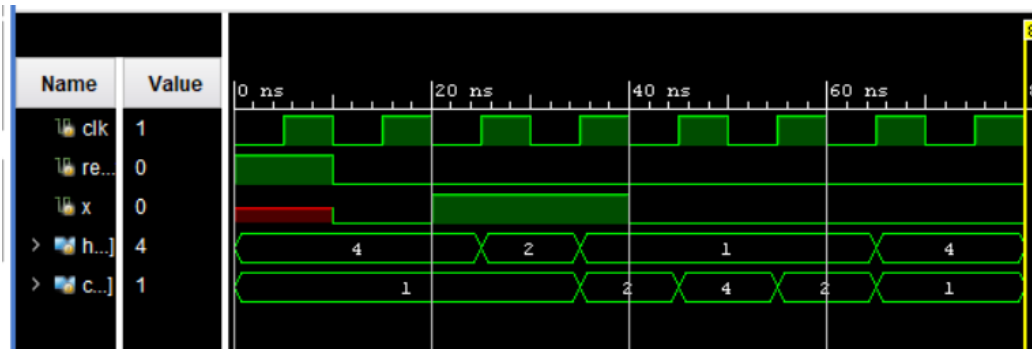 Name Value
0 ns 20 ns 40 ns 60 ns 8
clk 1
re... 0
x 0
h...] 4 4 2 1 4
c...] 1 1 2 4 2 1